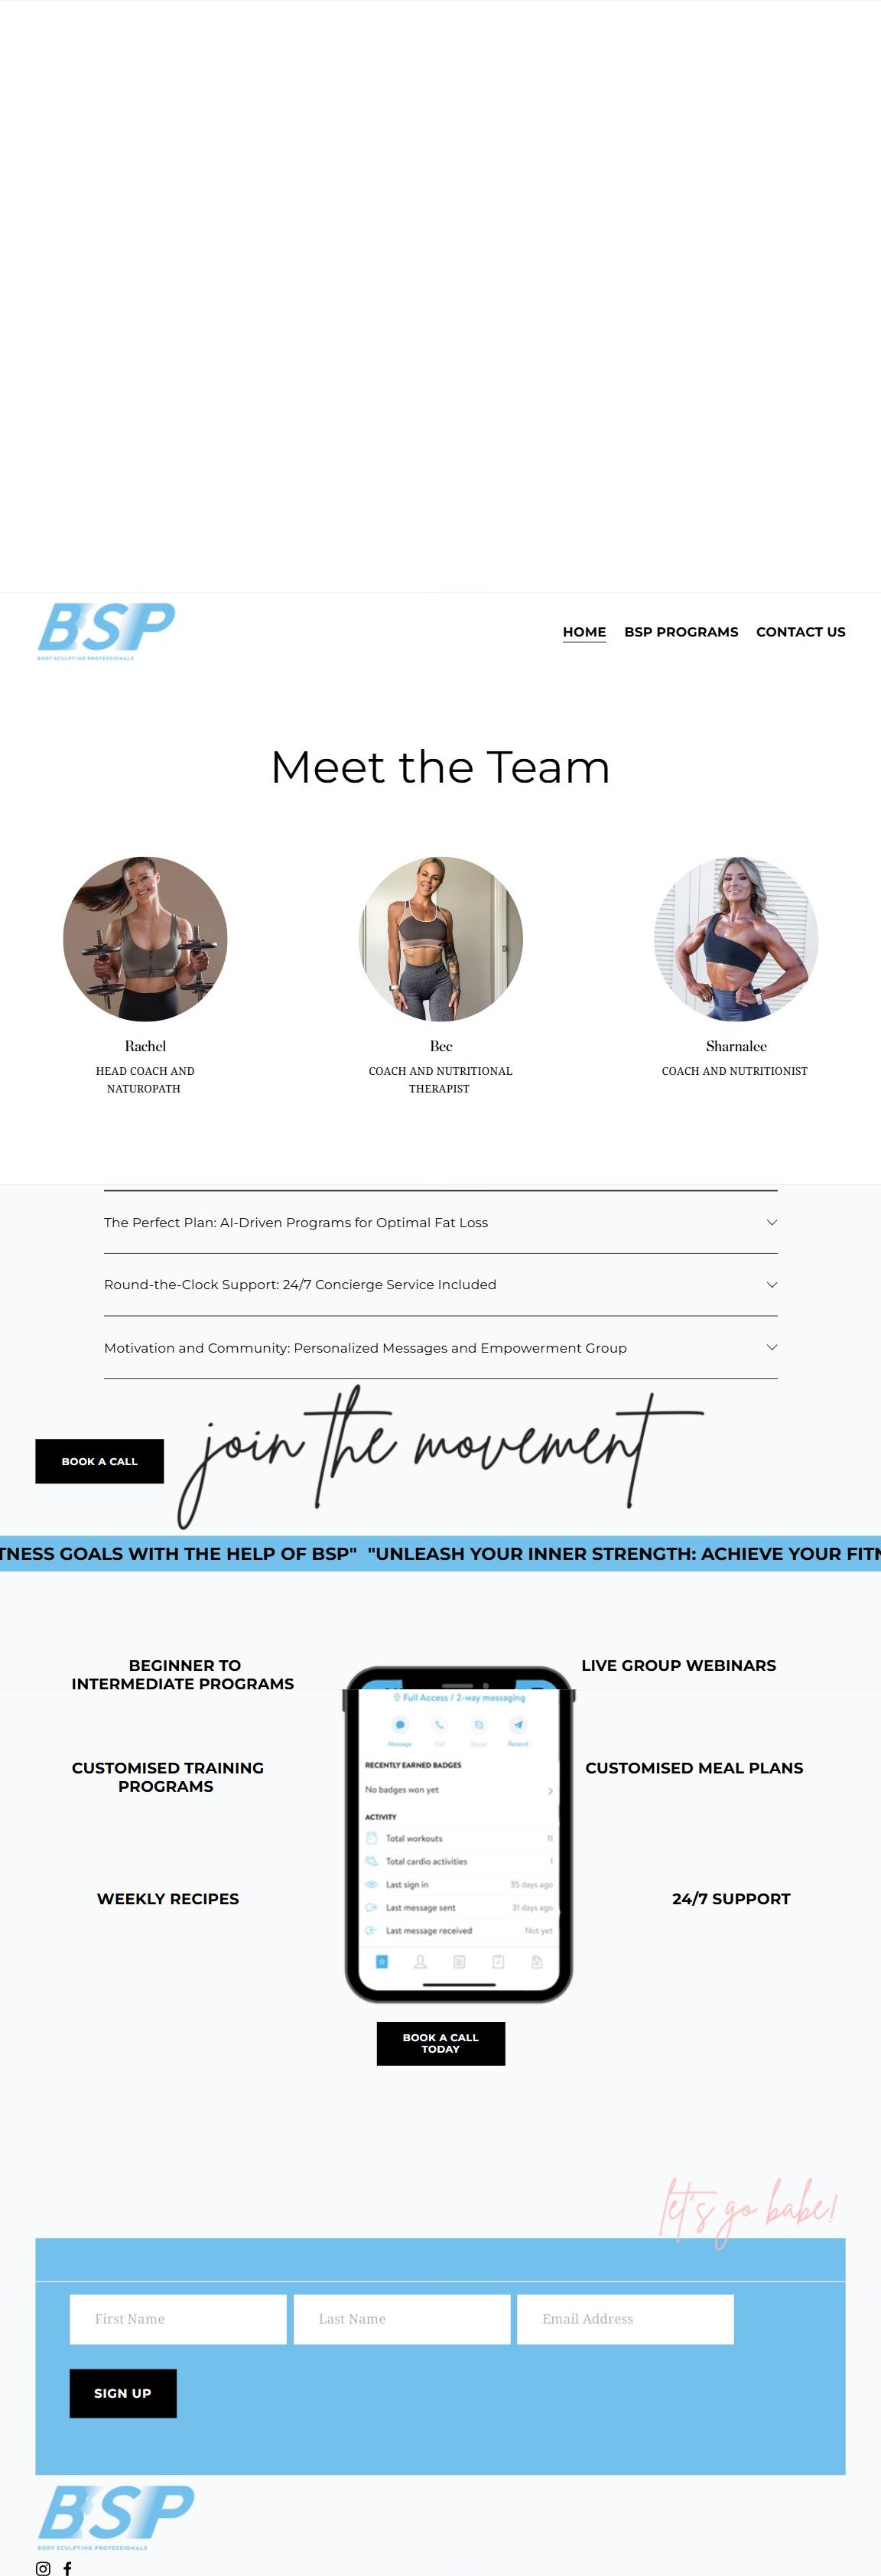 BSP
BODY SCULPTING PROFESSIONALS
HOME BSP PROGRAMS CONTACT US
Meet the Team
Rachel
HEAD COACH AND
NATUROPATH
Bec
COACH AND NUTRITIONAL
THERAPIST
Sharnalee
COACH AND NUTRITIONIST
The Perfect Plan: AI-Driven Programs for Optimal Fat Loss
Round-the-Clock Support: 24/7 Concierge Service Included
Motivation and Community: Personalized Messages and Empowerment Group
BOOK A CALL
join the movement
TNESS GOALS WITH THE HELP OF BSP" "UNLEASH YOUR INNER STRENGTH: ACHIEVE YOUR FITN
BEGINNER TO
INTERMEDIATE PROGRAMS
LIVE GROUP WEBINARS
Full Access / 2-way messaging
Message Call Skype Resend
RECENTLY EARNED BADGES
No badges won yet
ACTIVITY
Total workouts 11
Total cardio activities 1
Last sign in 35 days ago
Last message sent 31 days ago
Last message received Not yet
CUSTOMISED TRAINING
PROGRAMS
CUSTOMISED MEAL PLANS
WEEKLY RECIPES
24/7 SUPPORT
BOOK A CALL
TODAY
let's go babe!
First Name Last Name Email Address
SIGN UP
BSP
BODY SCULPTING PROFESSIONALS